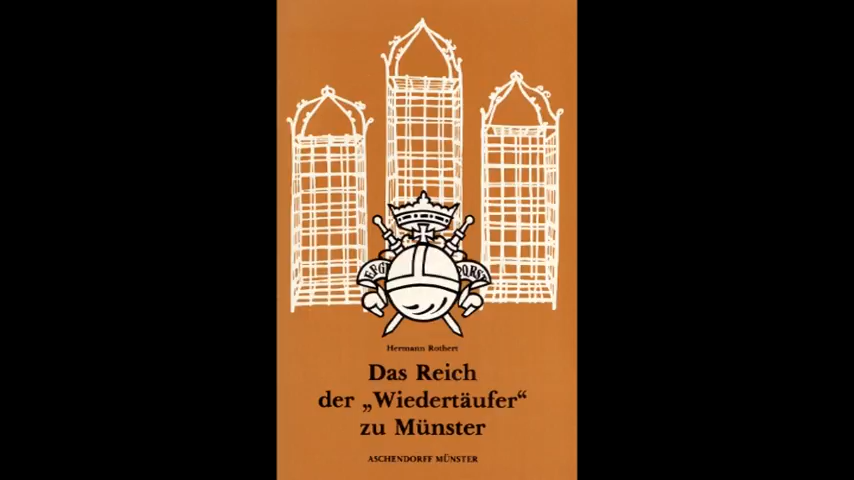 Hermann Rothert
Das Reich
der „Wiedertäufer“
zu Münster
ASCHENDORFF MÜNSTER